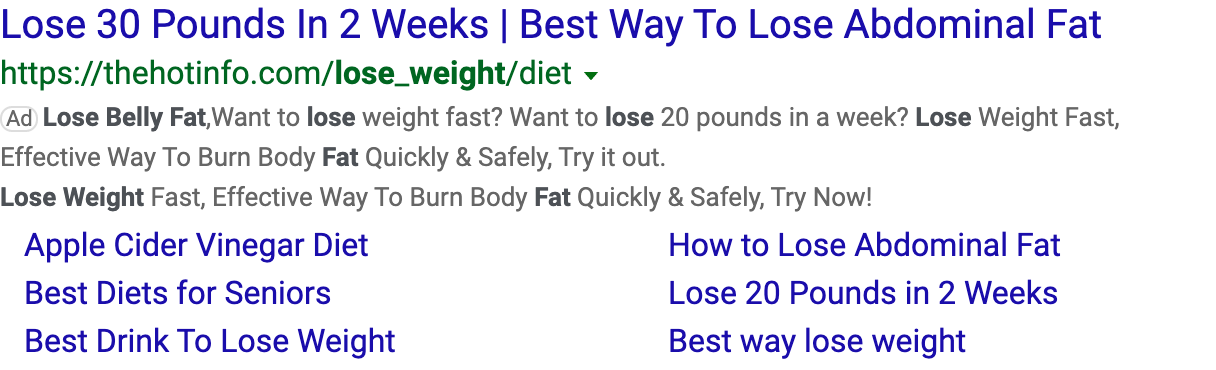 Lose 30 Pounds In 2 Weeks | Best Way To Lose Abdominal Fat
https://thehotinfo.com/lose_weight/diet
Ad Lose Belly Fat,Want to lose weight fast? Want to lose 20 pounds in a week? Lose Weight Fast,
Effective Way To Burn Body Fat Quickly & Safely, Try it out.
Lose Weight Fast, Effective Way To Burn Body Fat Quickly & Safely, Try Now!
Apple Cider Vinegar Diet How to Lose Abdominal Fat
Best Diets for Seniors Lose 20 Pounds in 2 Weeks
Best Drink To Lose Weight Best way lose weight